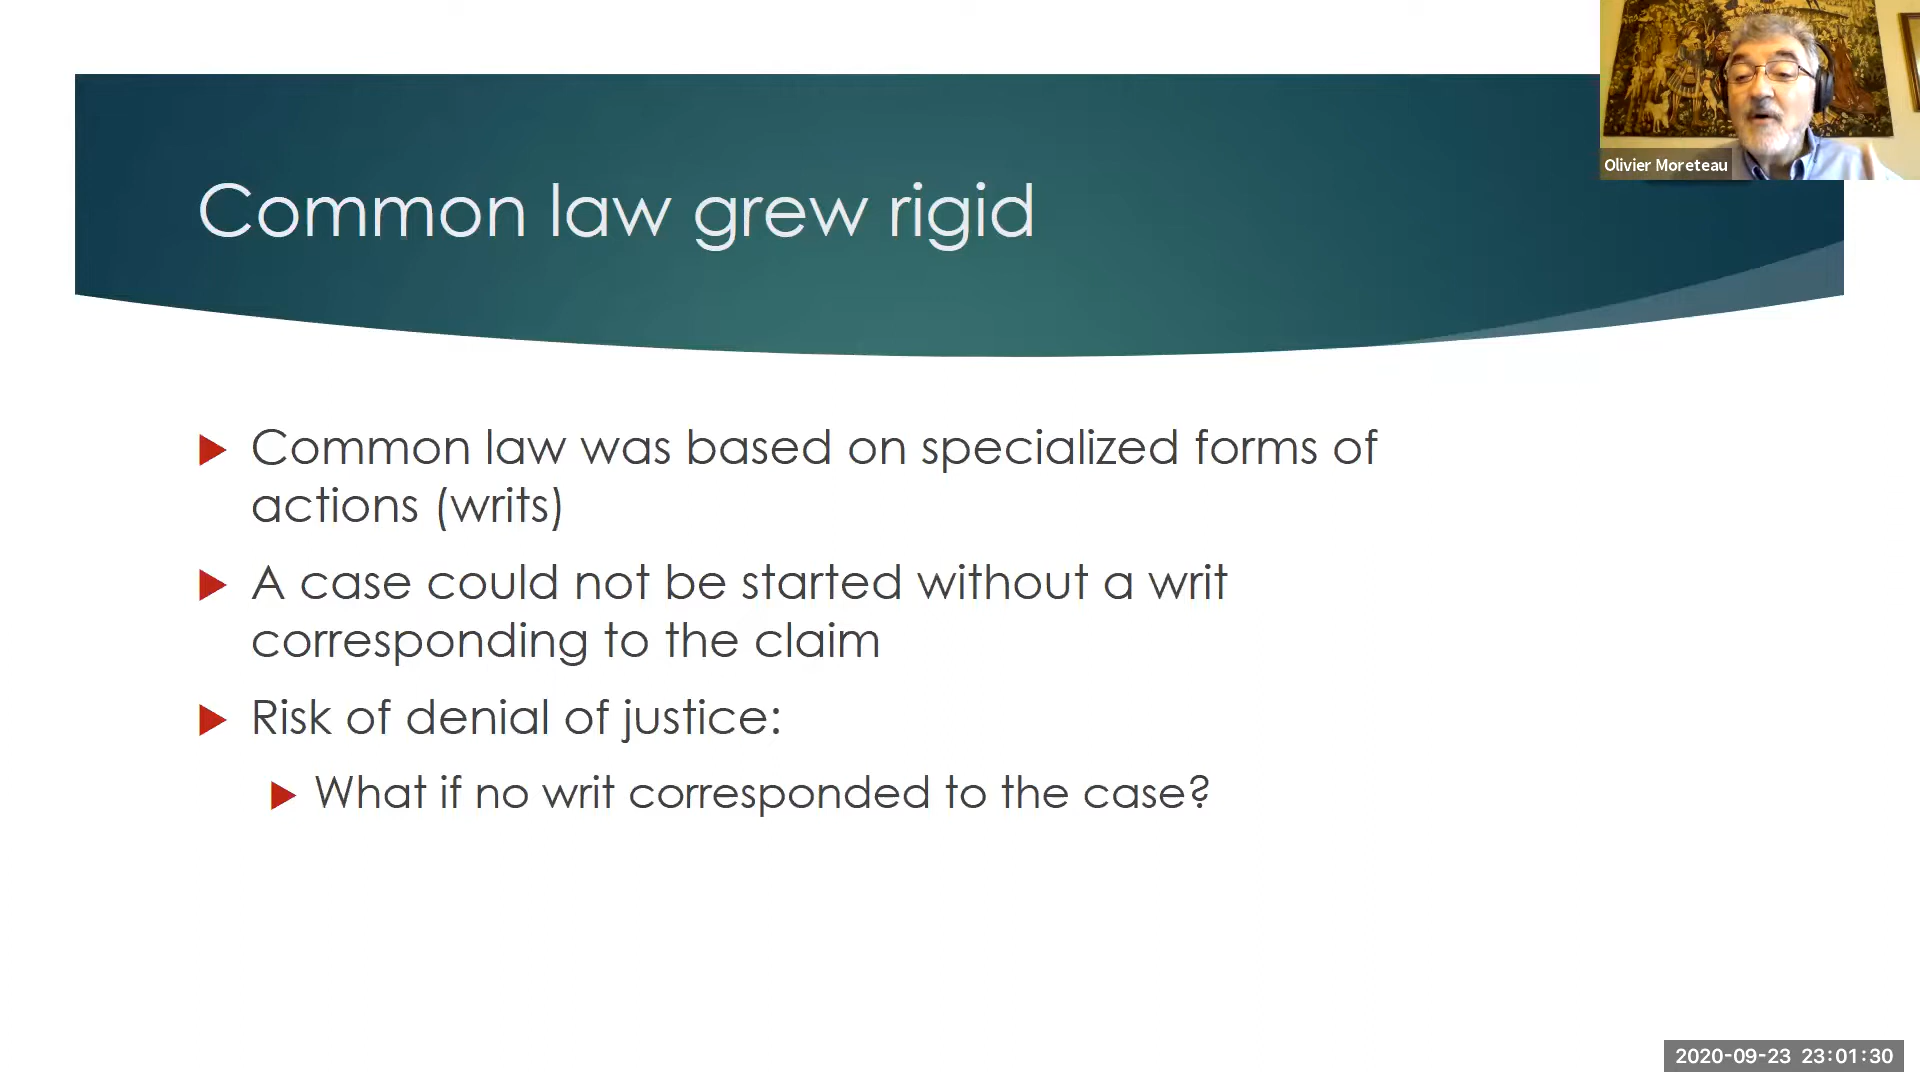 Common law grew rigid
Olivier Moreteau
Common law was based on specialized forms of
actions (writs)
A case could not be started without a writ
corresponding to the claim
Risk of denial of justice:
What if no writ corresponded to the case?
2020-09-23 23:01:30